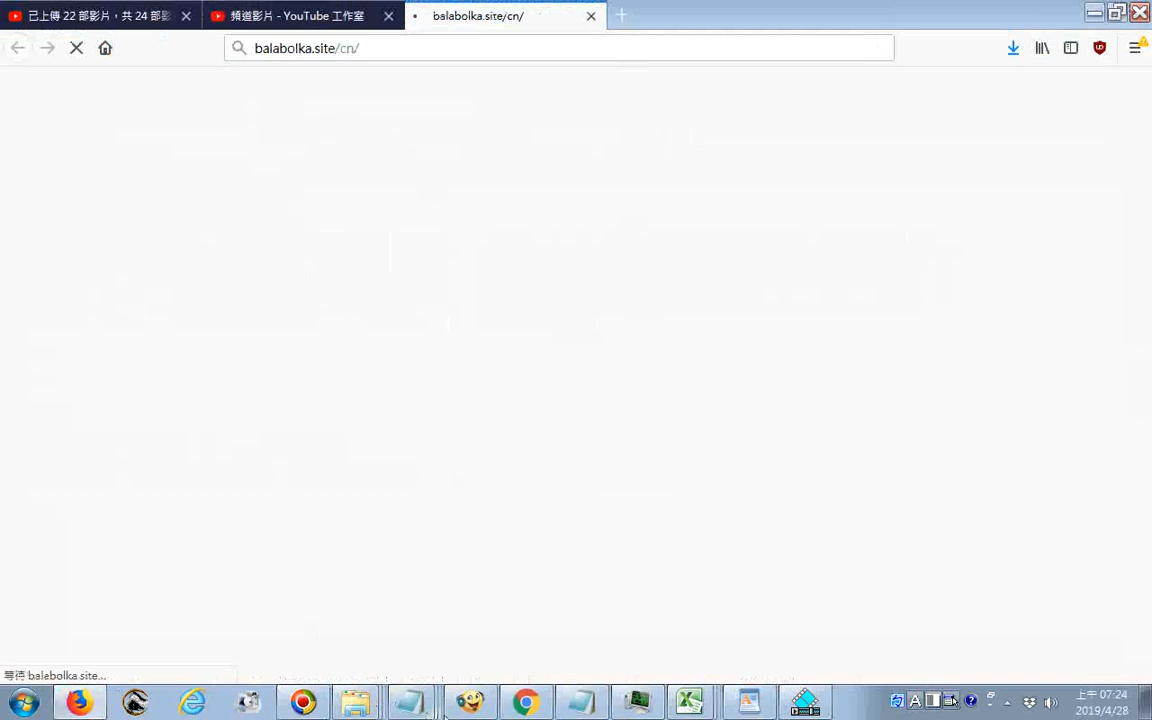 已上傳 22 部影片，共 24 部影
頻道影片 - YouTube 工作室
balabolka.site/cn/
balabolka.site/cn/
等待 balabolka.site...
上午 07:24
2019/4/28